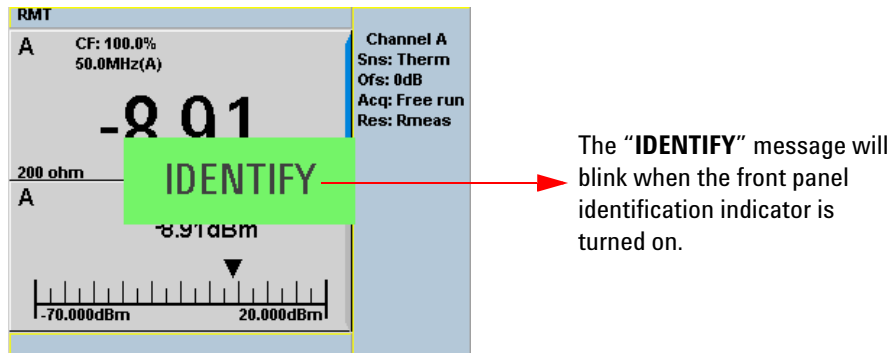 RMT
A
CF: 100.0%
50.0MHz(A)
-8.91
200 ohm
IDENTIFY
A
-8.91dBm
-70.000dBm 20.000dBm
Channel A
Sns: Therm
Ofs: 0dB
Acq: Free run
Res: Rmeas
The “IDENTIFY” message will
blink when the front panel
identification indicator is
turned on.